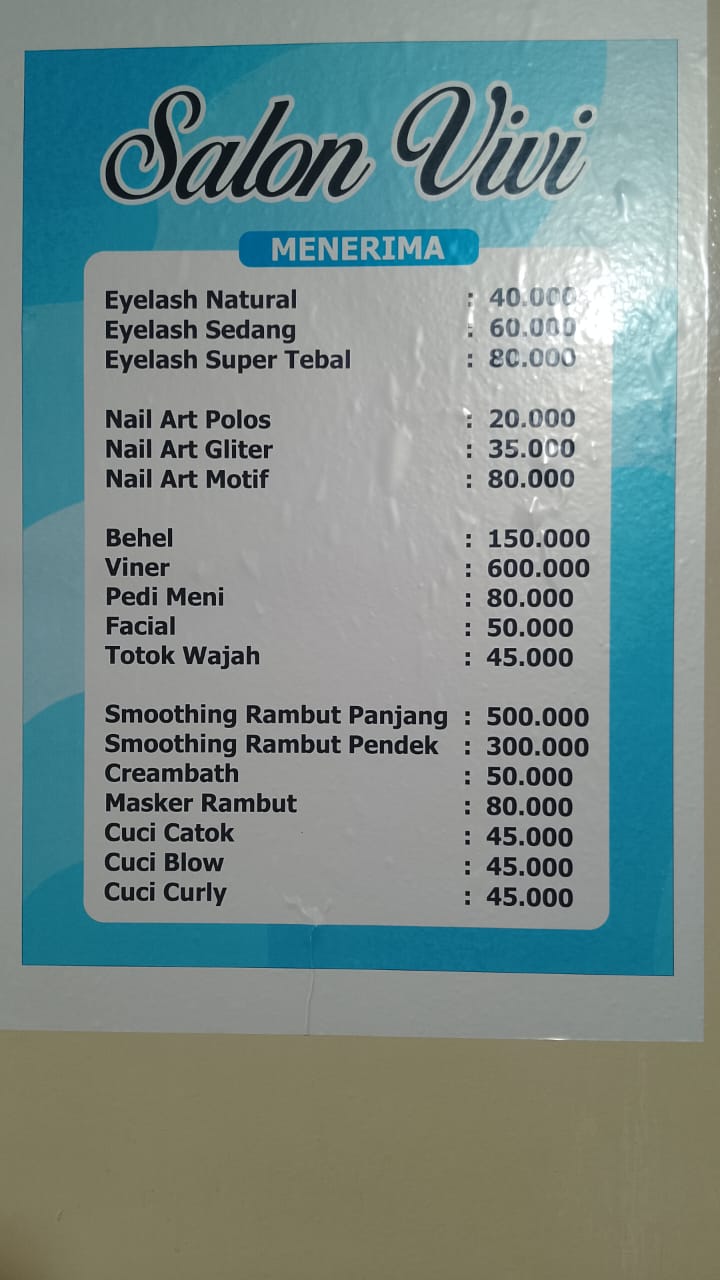 Salon Vivi
MENERIMA
Eyelash Natural : 40.000
Eyelash Sedang : 60.000
Eyelash Super Tebal : 80.000
Nail Art Polos : 20.000
Nail Art Gliter : 35.000
Nail Art Motif : 80.000
Behel : 150.000
Viner : 600.000
Pedi Meni : 80.000
Facial : 50.000
Totok Wajah : 45.000
Smoothing Rambut Panjang : 500.000
Smoothing Rambut Pendek : 300.000
Creambath : 50.000
Masker Rambut : 80.000
Cuci Catok : 45.000
Cuci Blow : 45.000
Cuci Curly : 45.000